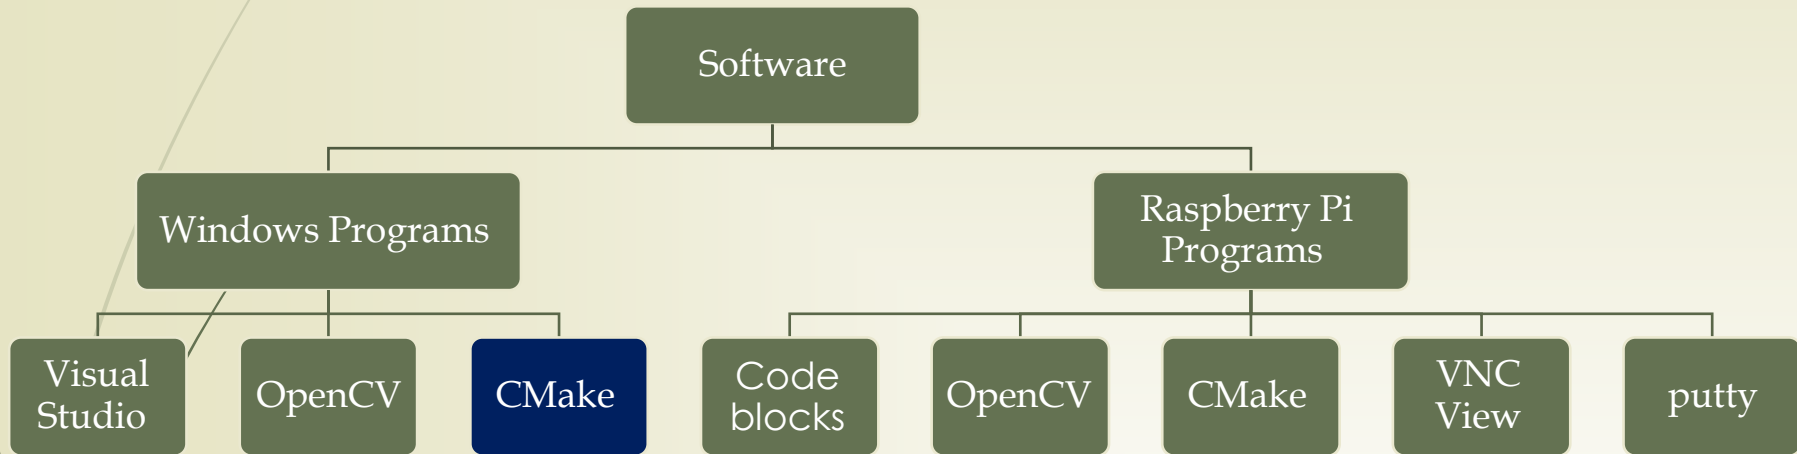 Software
Windows Programs
Raspberry Pi
Programs
Visual
Studio
OpenCV
CMake
Code
blocks
OpenCV
CMake
VNC
View
putty